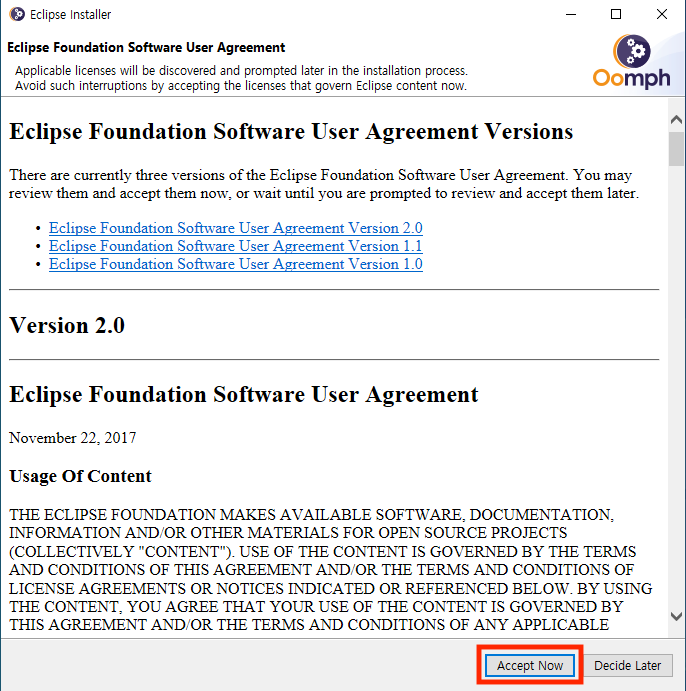 Eclipse Installer
Eclipse Foundation Software User Agreement
Applicable licenses will be discovered and prompted later in the installation process.
Avoid such interruptions by accepting the licenses that govern Eclipse content now.
Oomph
Eclipse Foundation Software User Agreement Versions
There are currently three versions of the Eclipse Foundation Software User Agreement. You may
review them and accept them now, or wait until you are prompted to review and accept them later.
• Eclipse Foundation Software User Agreement Version 2.0
• Eclipse Foundation Software User Agreement Version 1.1
• Eclipse Foundation Software User Agreement Version 1.0
Version 2.0
Eclipse Foundation Software User Agreement
November 22, 2017
Usage Of Content
THE ECLIPSE FOUNDATION MAKES AVAILABLE SOFTWARE, DOCUMENTATION,
INFORMATION AND/OR OTHER MATERIALS FOR OPEN SOURCE PROJECTS
(COLLECTIVELY "CONTENT"). USE OF THE CONTENT IS GOVERNED BY THE TERMS
AND CONDITIONS OF THIS AGREEMENT AND/OR THE TERMS AND CONDITIONS OF
LICENSE AGREEMENTS OR NOTICES INDICATED OR REFERENCED BELOW. BY USING
THE CONTENT, YOU AGREE THAT YOUR USE OF THE CONTENT IS GOVERNED BY
THIS AGREEMENT AND/OR THE TERMS AND CONDITIONS OF ANY APPLICABLE
Accept Now
Decide Later